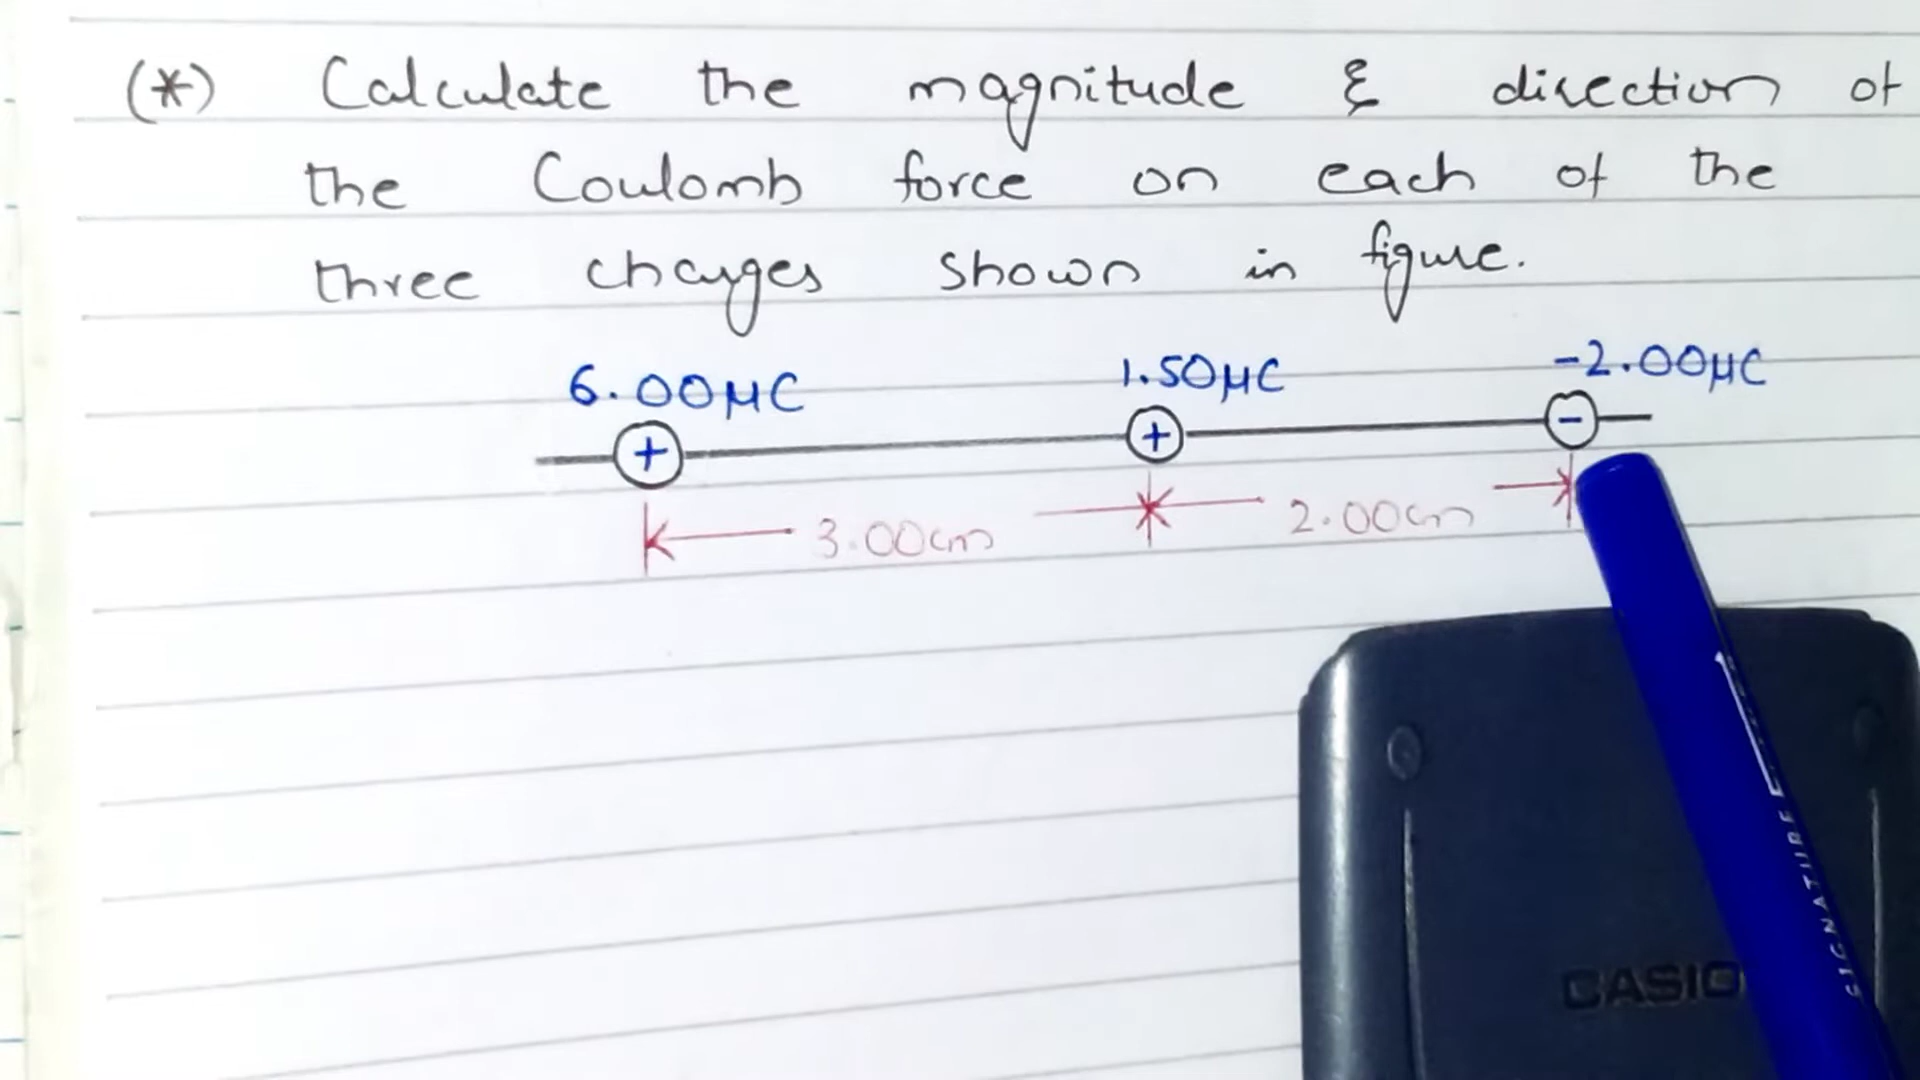 (*) Calculate the magnitude & direction of
the Coulomb force on each of the
three charges shown in figure.
6.00μC 1.50μC -2.00μC
+ + -
3.00cm 2.00cm
SIGNATURE
CASIO